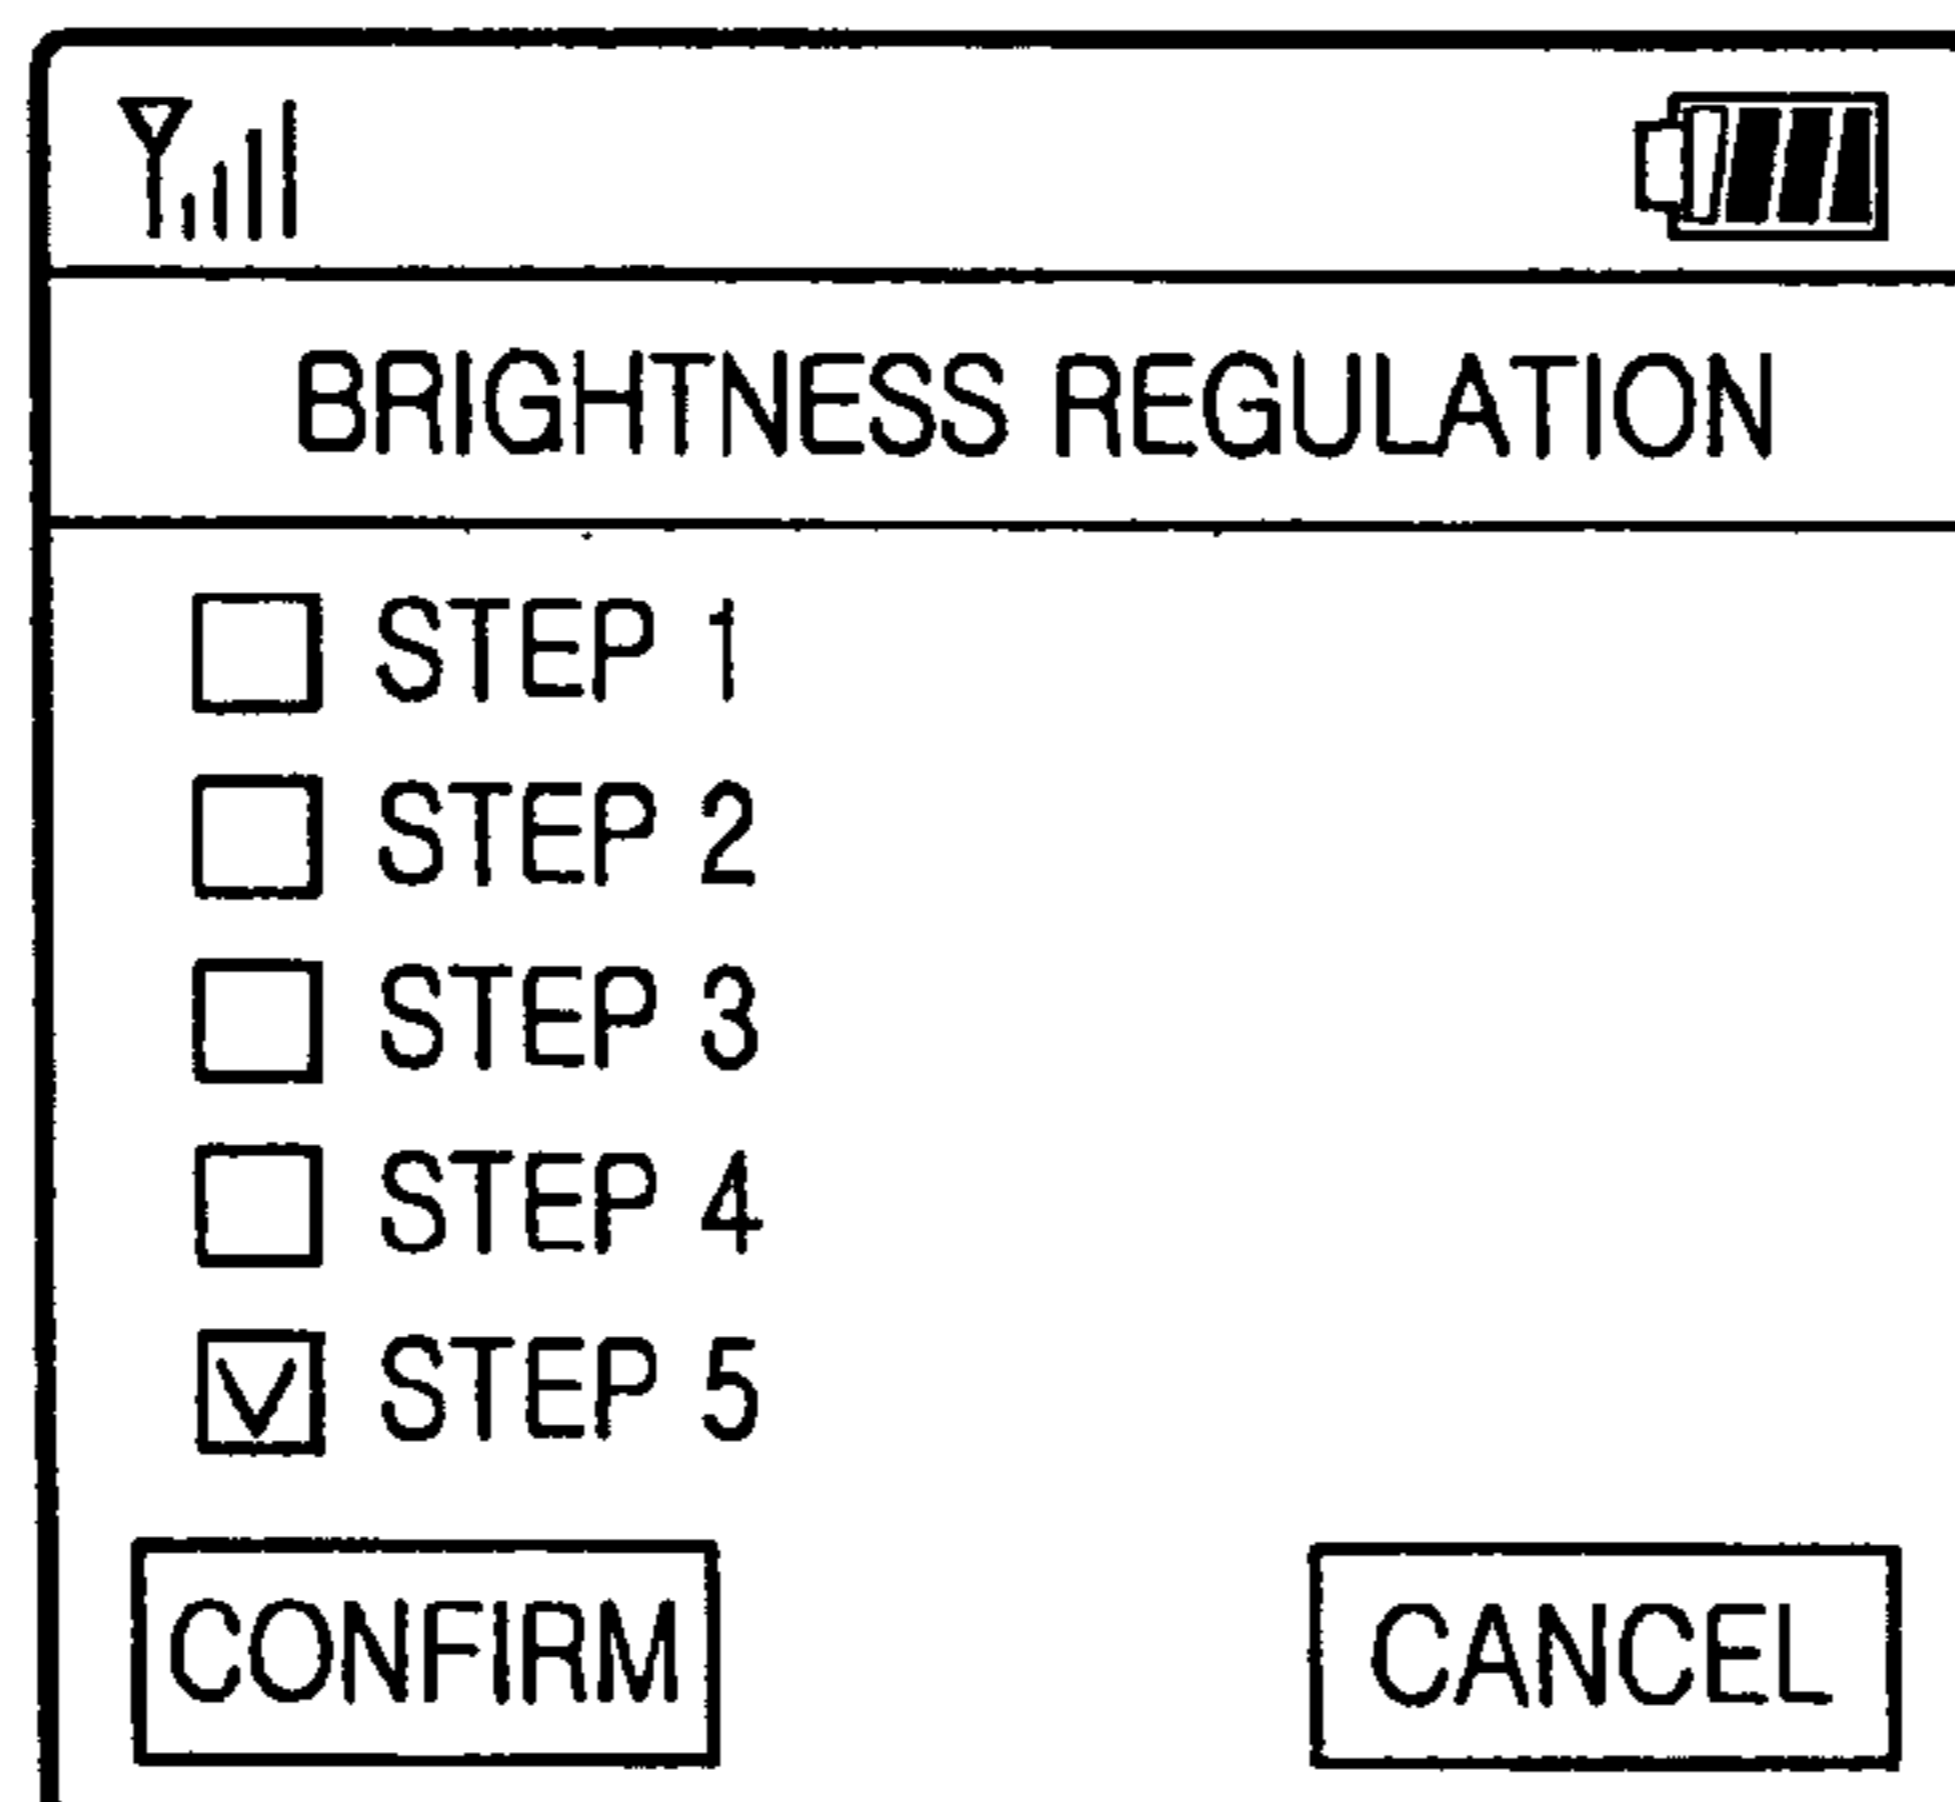 BRIGHTNESS REGULATION
STEP 1
STEP 2
STEP 3
STEP 4
STEP 5
CONFIRM CANCEL